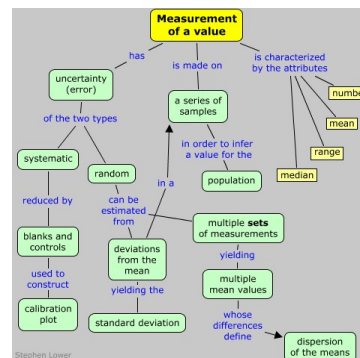 Measurement
of a value
has
is made on
is characterized
by the attributes
uncertainty
(error)
a series of
samples
number
mean
range
median
of the two types
in order to infer
a value for the
systematic
random
population
in a
reduced by
can be
estimated
from
multiple sets
of measurements
blanks and
controls
deviations
from the
mean
yielding
used to
construct
yielding the
multiple
mean values
calibration
plot
standard deviation
whose
differences
define
dispersion
of the means
Stephen Lower